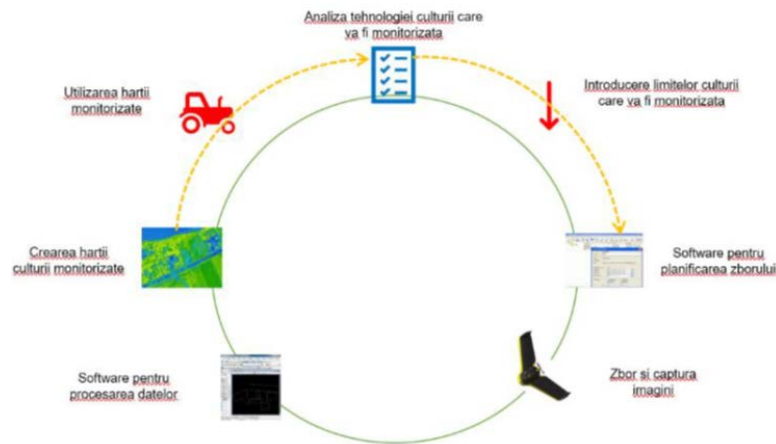 Analiza tehnologiei culturii care
va fi monitorizata
Introducere limitelor culturii
care va fi monitorizata
Software pentru
planificarea zborului
Zbor si captura
imagini
Software pentru
procesarea datelor
Crearea hartii
culturii monitorizate
Utilizarea hartii
monitorizate